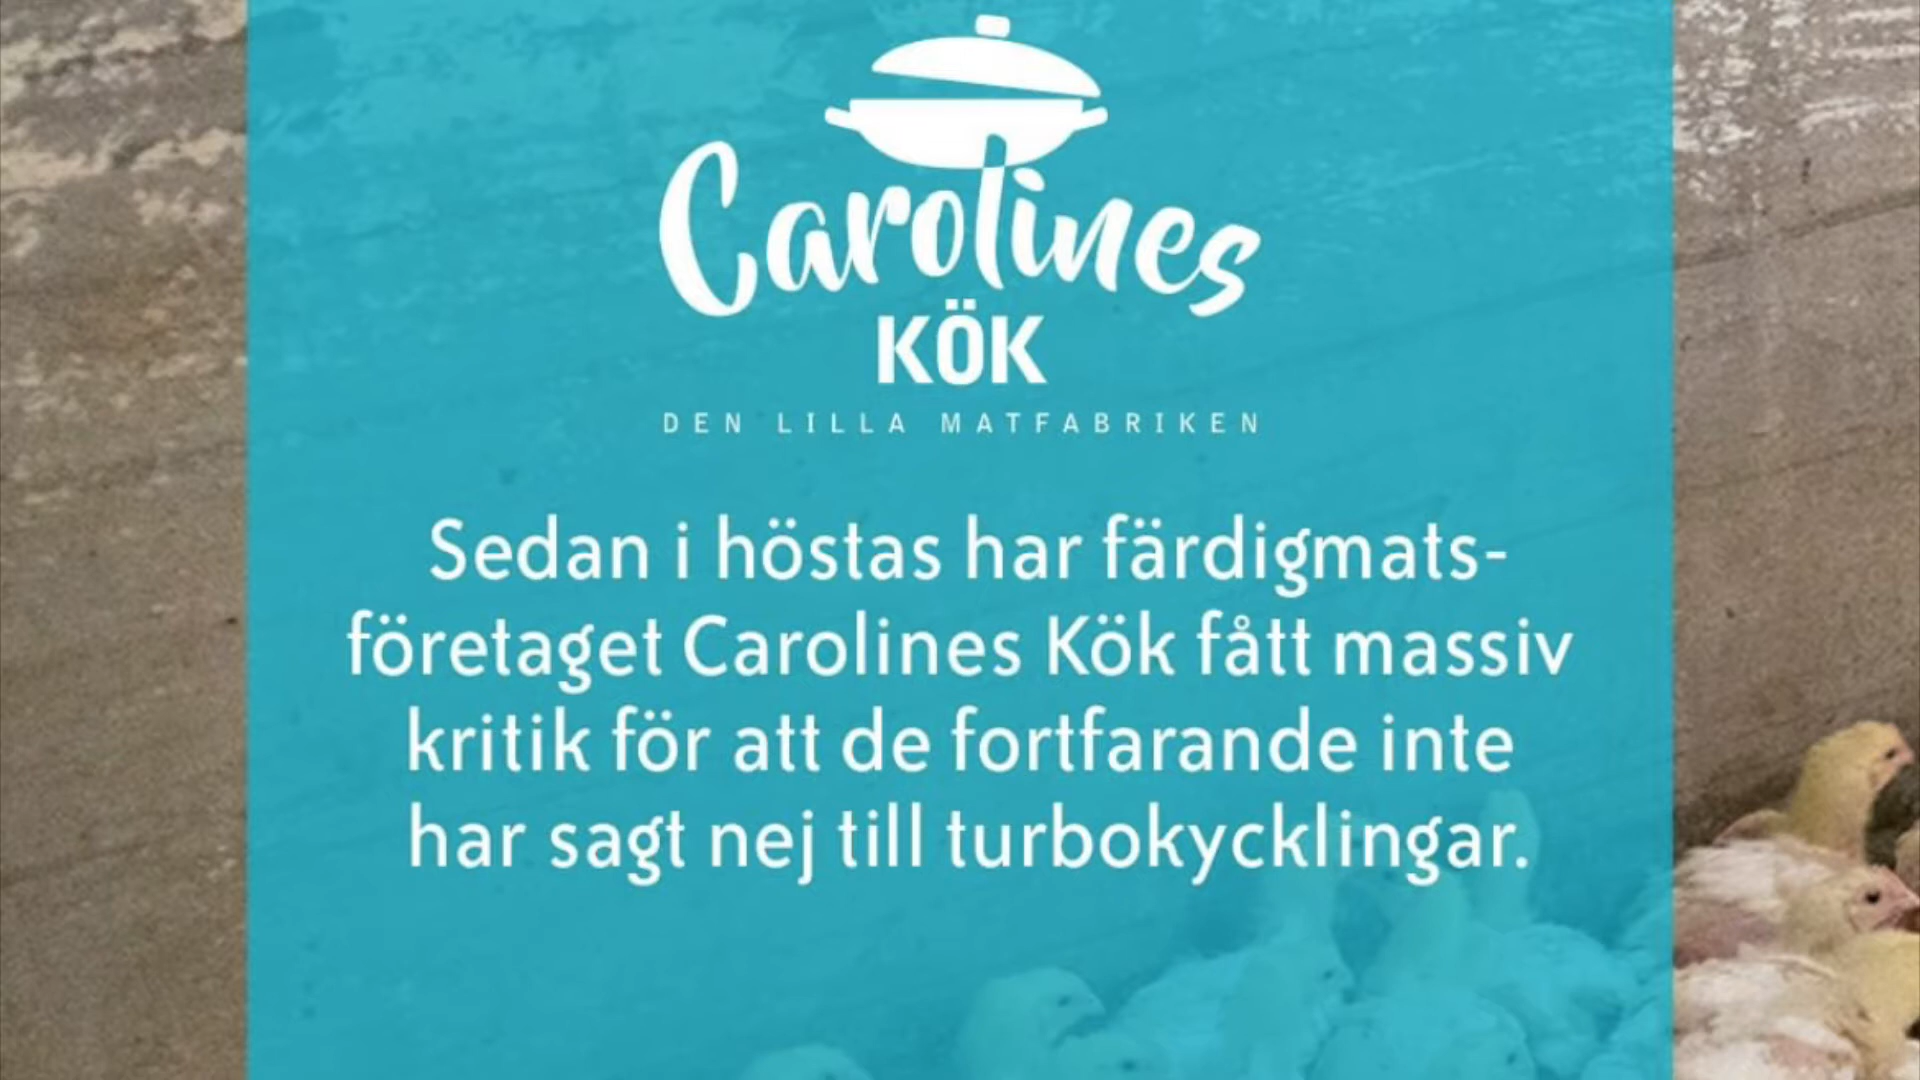 Carolines
KÖK
DEN LILLA MATFABRIKEN
Sedan i höstas har färdigmats-
företaget Carolines Kök fått massiv
kritik för att de fortfarande inte
har sagt nej till turbokycklingar.